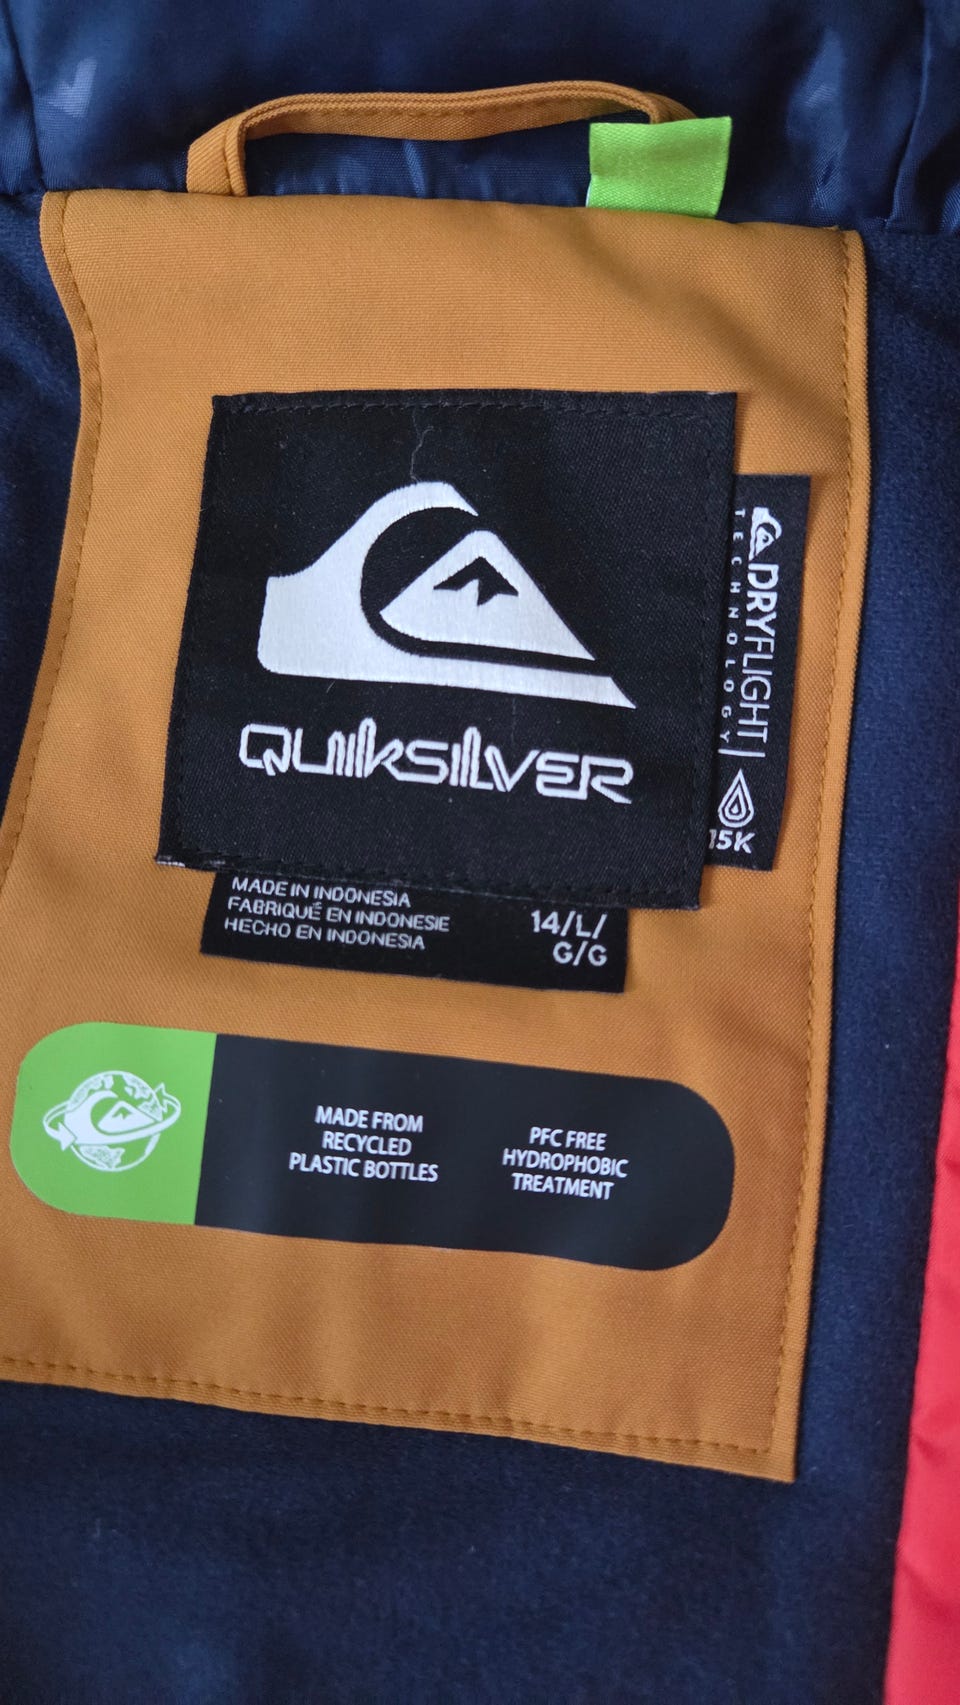 QUIKSILVER
DRYFLIGHT
TECHNOLOGY
15K
MADE IN INDONESIA
FABRIQUÉ EN INDONESIE
HECHO EN INDONESIA
14/L/
G/G
MADE FROM
RECYCLED
PLASTIC BOTTLES
PFC FREE
HYDROPHOBIC
TREATMENT